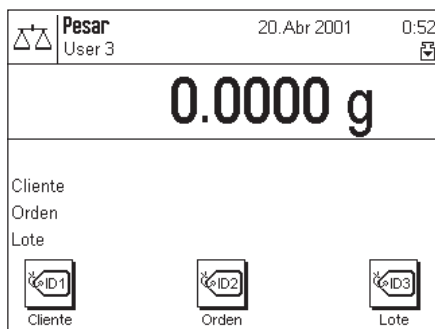 Pesar 20.Abr 2001 0:52
User 3
0.0000 g
Cliente
Orden
Lote
ID1 ID2 ID3
Cliente Orden Lote